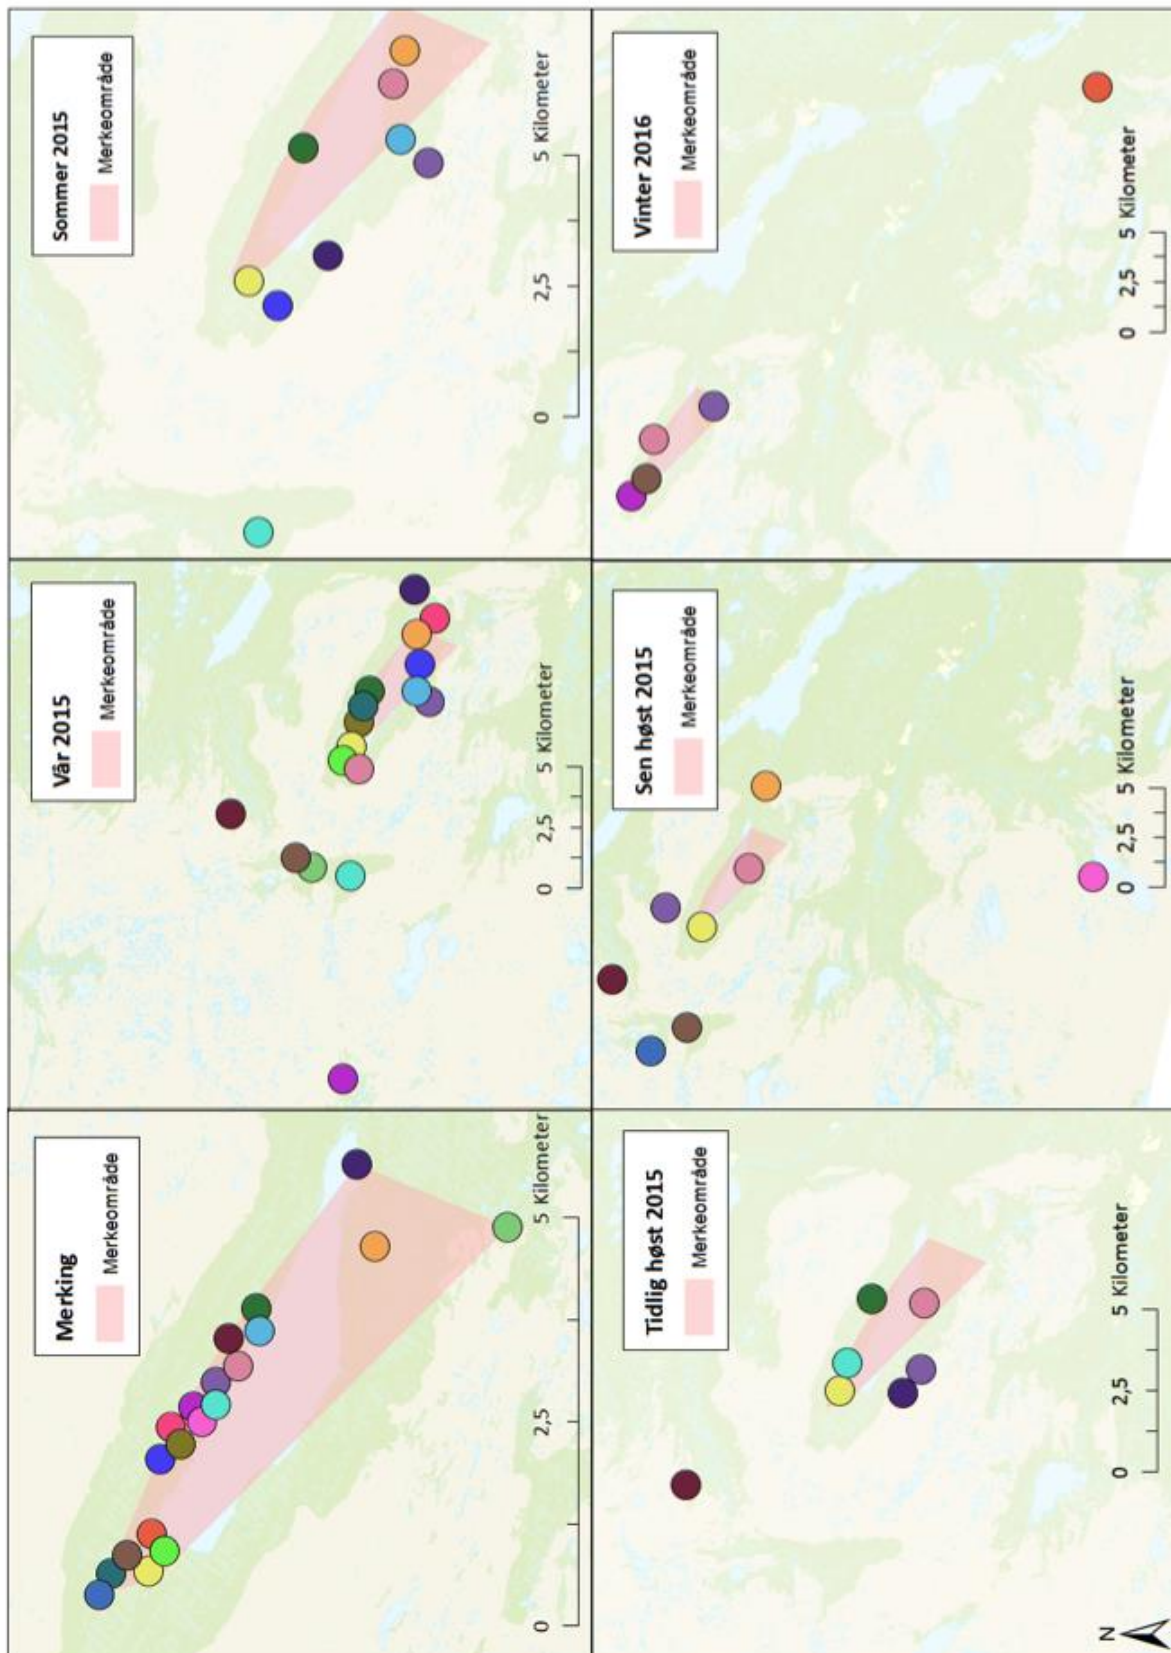 Merking
Merkeområde
0 2,5 5 Kilometer
Vår 2015
Merkeområde
0 2,5 5 Kilometer
Sommer 2015
Merkeområde
0 2,5 5 Kilometer
Tidlig høst 2015
Merkeområde
0 2,5 5 Kilometer
N
Sen høst 2015
Merkeområde
0 2,5 5 Kilometer
Vinter 2016
Merkeområde
0 2,5 5 Kilometer